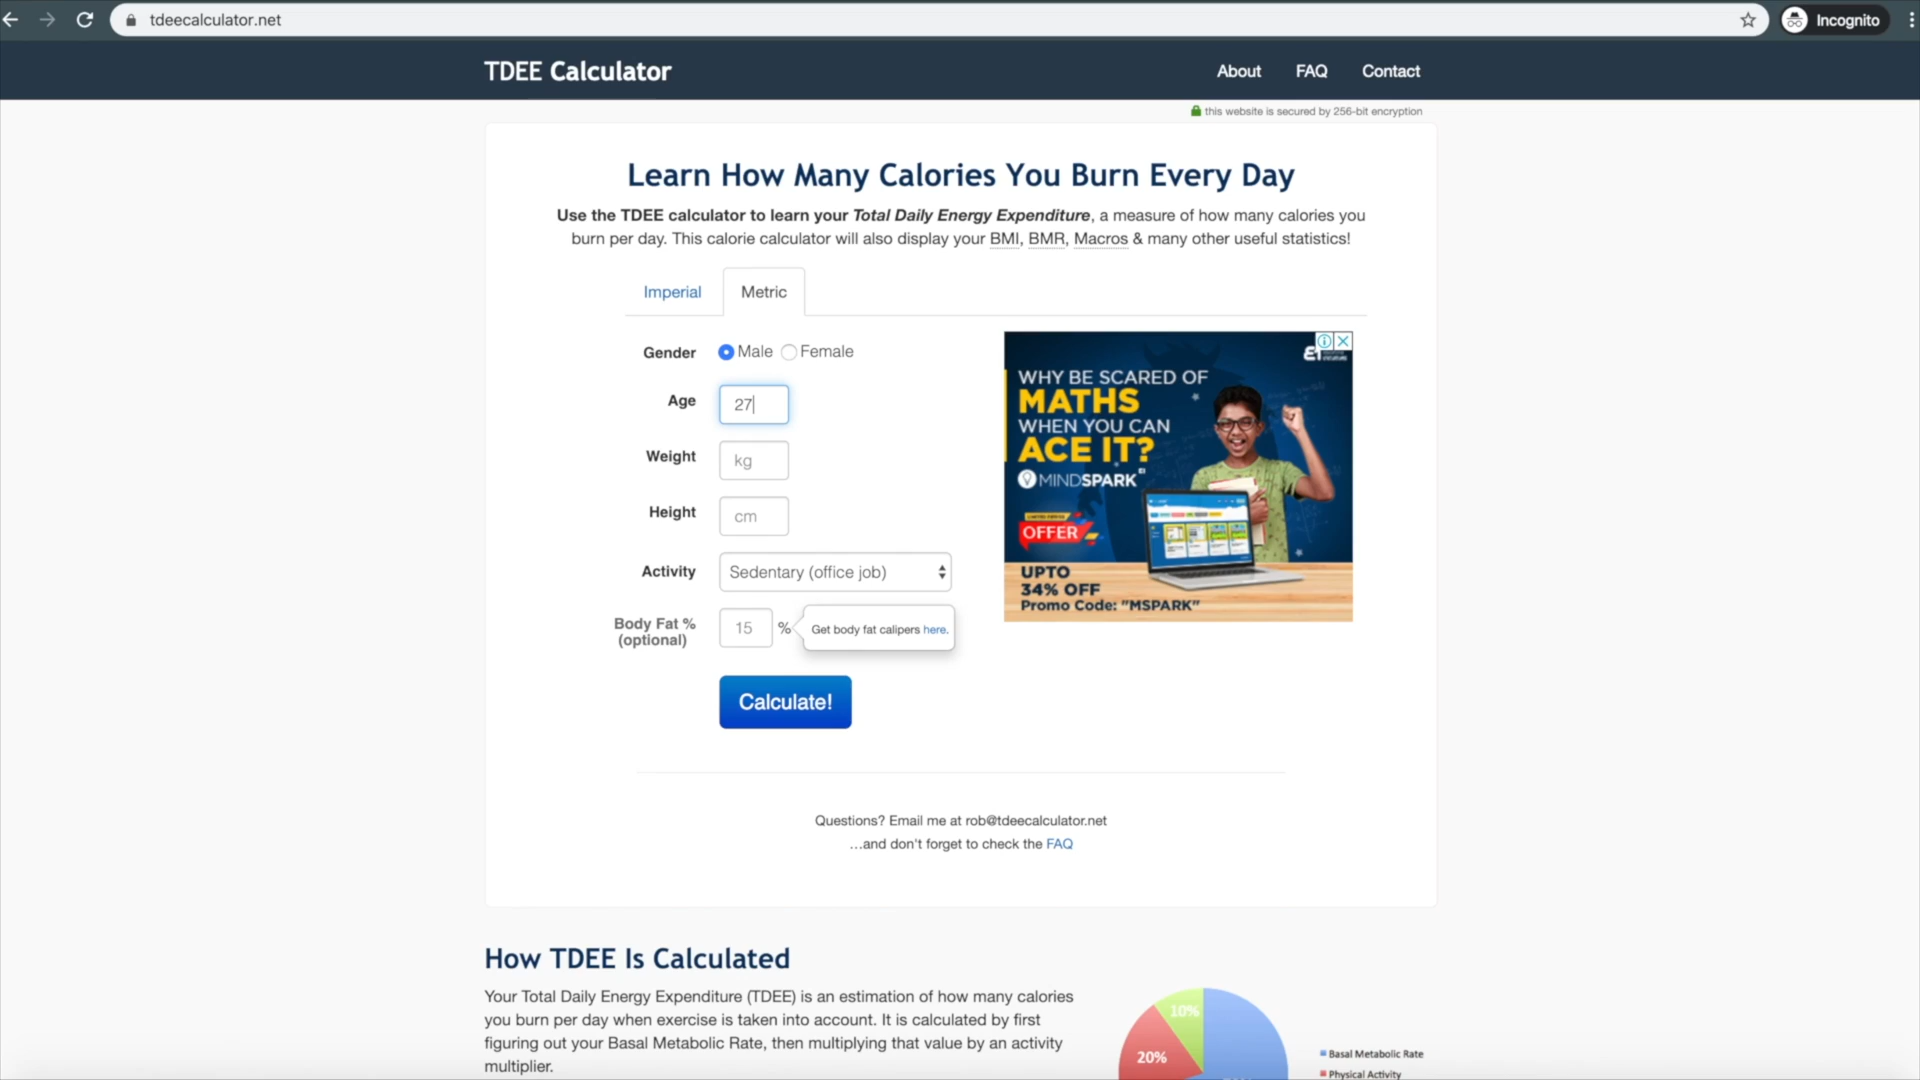 tdeecalculator.net
Incognito
TDEE Calculator
About
FAQ
Contact
this website is secured by 256-bit encryption
Learn How Many Calories You Burn Every Day
Use the TDEE calculator to learn your Total Daily Energy Expenditure, a measure of how many calories you
burn per day. This calorie calculator will also display your BMI, BMR, Macros & many other useful statistics!
Imperial
Metric
Gender
Male
Female
Age
27
Weight
kg
Height
cm
Activity
Sedentary (office job)
Body Fat %
(optional)
15
%
Get body fat calipers here.
Calculate!
WHY BE SCARED OF
MATHS
WHEN YOU CAN
ACE IT?
MINDSPARK
OFFER
UPTO
34% OFF
Promo Code: "MSPARK"
Questions? Email me at rob@tdeecalculator.net
...and don't forget to check the FAQ
How TDEE Is Calculated
Your Total Daily Energy Expenditure (TDEE) is an estimation of how many calories
you burn per day when exercise is taken into account. It is calculated by first
figuring out your Basal Metabolic Rate, then multiplying that value by an activity
multiplier.
10%
20%
Basal Metabolic Rate
Physical Activity